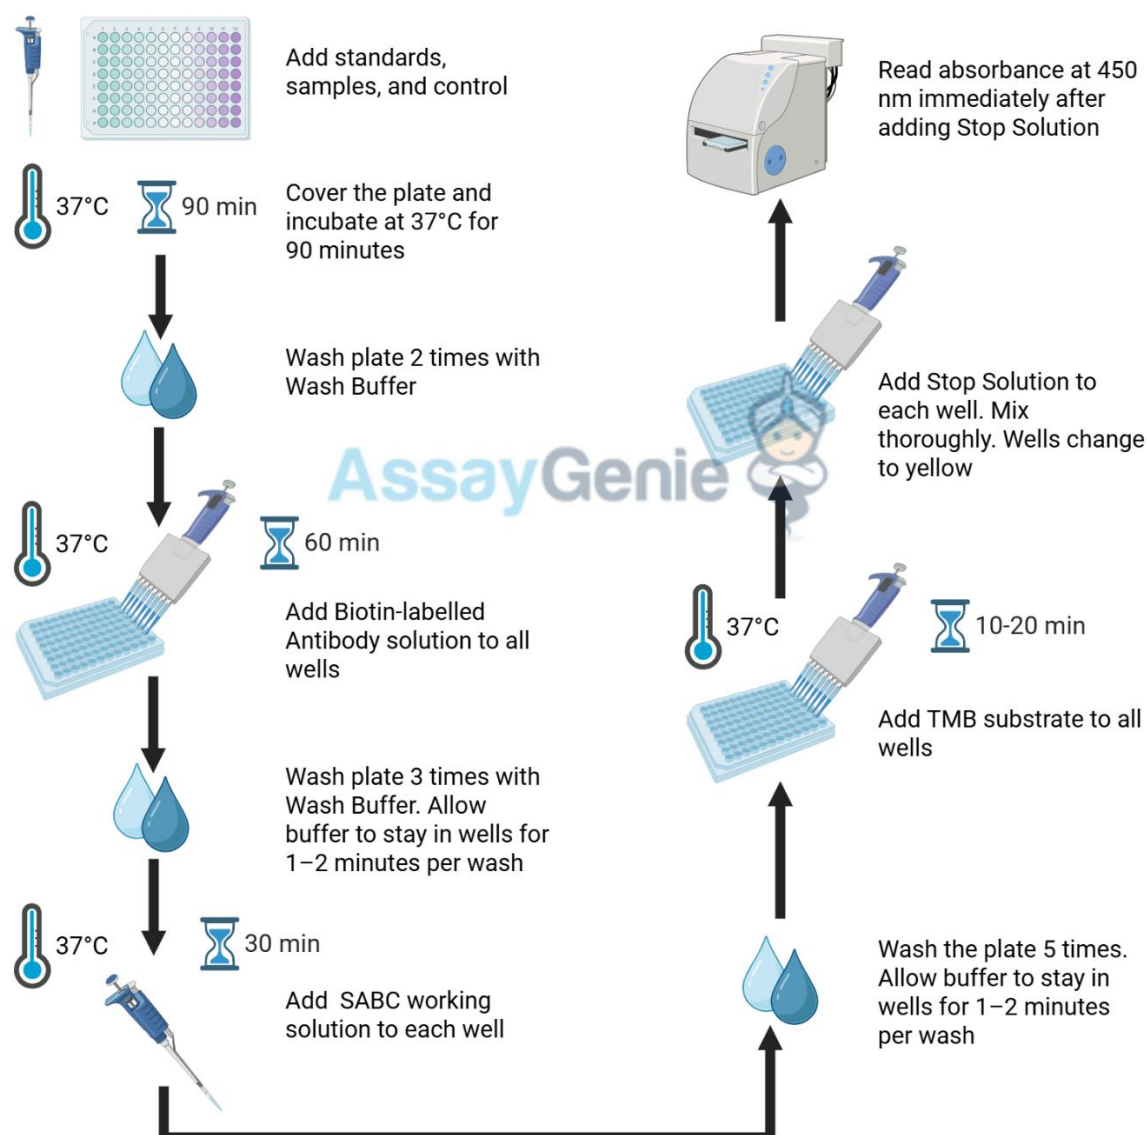 Add standards,
samples, and control
37°C
90 min
Cover the plate and
incubate at 37°C for
90 minutes
Wash plate 2 times with
Wash Buffer
37°C
60 min
Add Biotin-labelled
Antibody solution to all
wells
Wash plate 3 times with
Wash Buffer. Allow
buffer to stay in wells for
1–2 minutes per wash
37°C
30 min
Add SABC working
solution to each well
Wash the plate 5 times.
Allow buffer to stay in
wells for 1–2 minutes
per wash
37°C
10-20 min
Add TMB substrate to all
wells
Add Stop Solution to
each well. Mix
thoroughly. Wells change
to yellow
Read absorbance at 450
nm immediately after
adding Stop Solution
AssayGenie